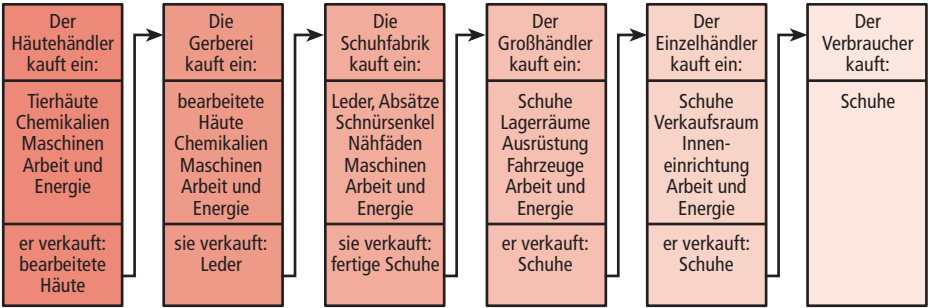 Der
Häutehändler
kauft ein:
Tierhäute
Chemikalien
Maschinen
Arbeit und
Energie
er verkauft:
bearbeitete
Häute
Die
Gerberei
kauft ein:
bearbeitete
Häute
Chemikalien
Maschinen
Arbeit und
Energie
sie verkauft:
Leder
Die
Schuhfabrik
kauft ein:
Leder, Absätze
Schnürsenkel
Nähfäden
Maschinen
Arbeit und
Energie
sie verkauft:
fertige Schuhe
Der
Großhändler
kauft ein:
Schuhe
Lagerräume
Ausrüstung
Fahrzeuge
Arbeit und
Energie
er verkauft:
Schuhe
Der
Einzelhändler
kauft ein:
Schuhe
Verkaufsraum
Innen-
einrichtung
Arbeit und
Energie
er verkauft:
Schuhe
Der
Verbraucher
kauft:
Schuhe